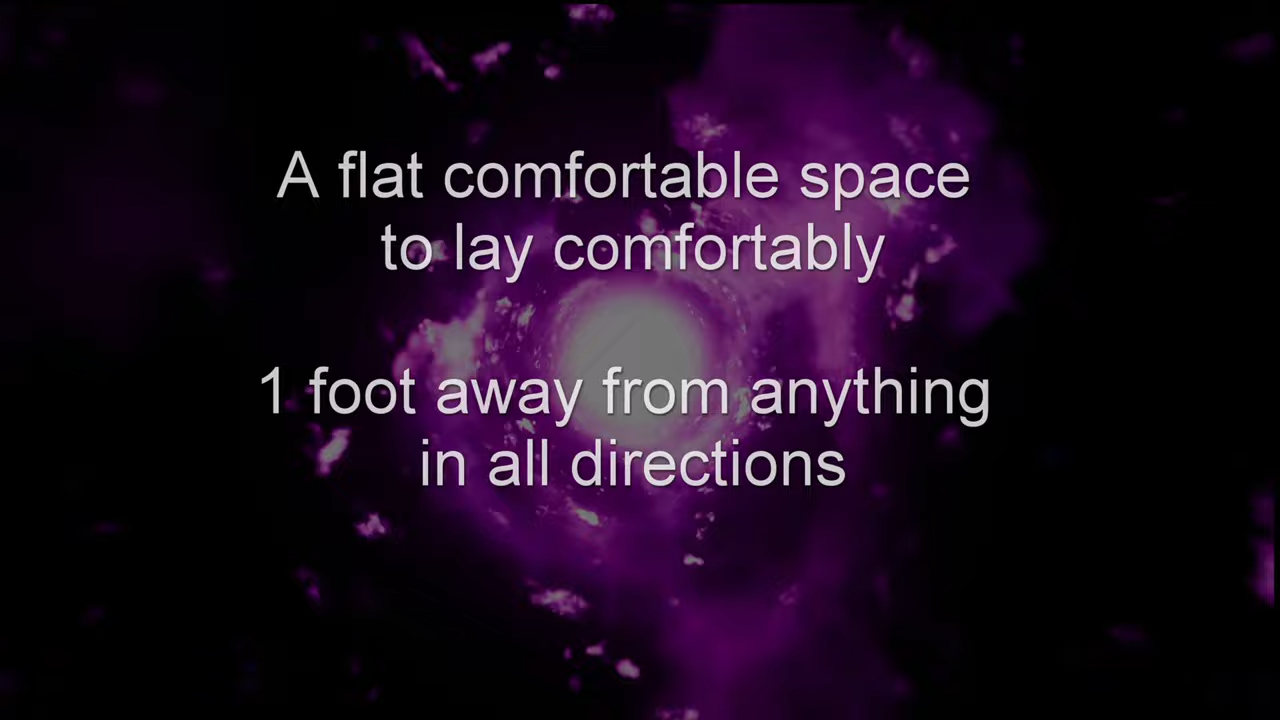 A flat comfortable space
to lay comfortably
1 foot away from anything
in all directions